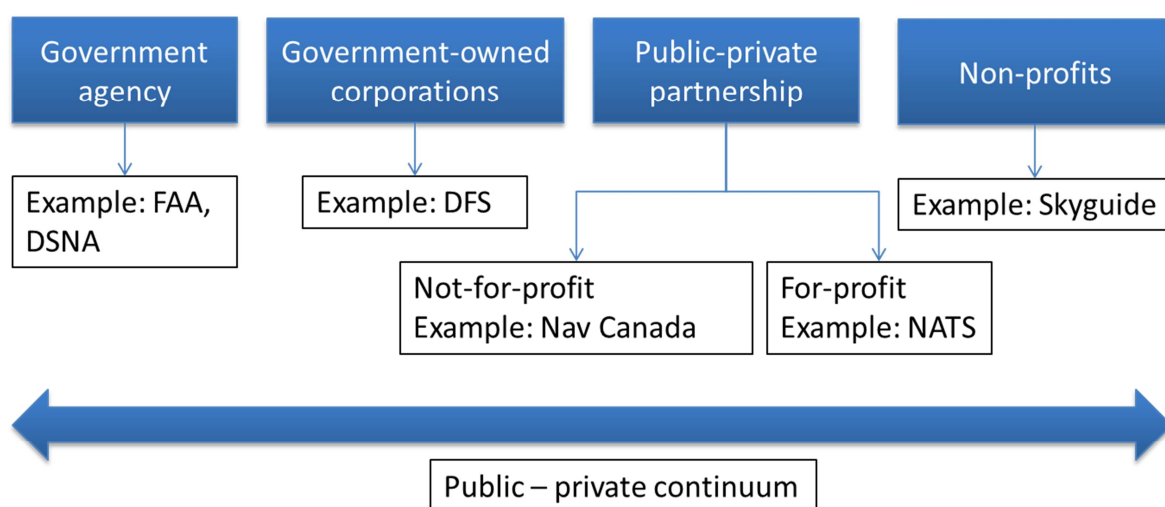 Government
agency
Government-owned
corporations
Public-private
partnership
Non-profits
Example: FAA,
DSNA
Example: DFS
Example: Skyguide
Not-for-profit
Example: Nav Canada
For-profit
Example: NATS
Public – private continuum